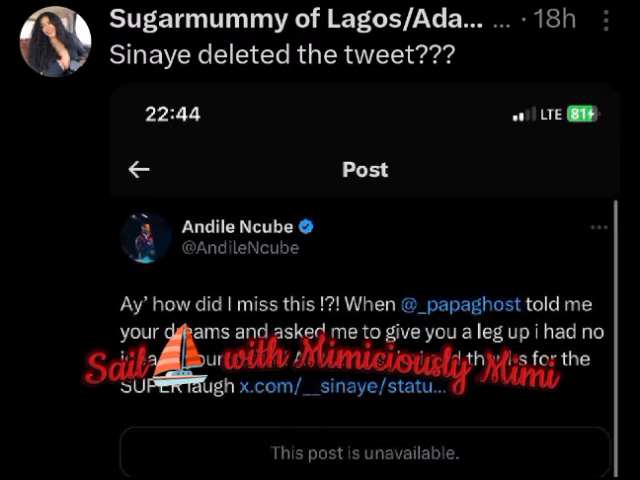 Sugarmummy of Lagos/Ada... ... · 18h
Sinaye deleted the tweet???
22:44 LTE 81
Post
Andile Ncube
@AndileNcube
Ay' how did I miss this !?! When @_papaghost told me
your dreams and asked me to give you a leg up i had no
Sail with Mimiciously Mimi
for the
SUPER laugh x.com/__sinaye/statu...
This post is unavailable.